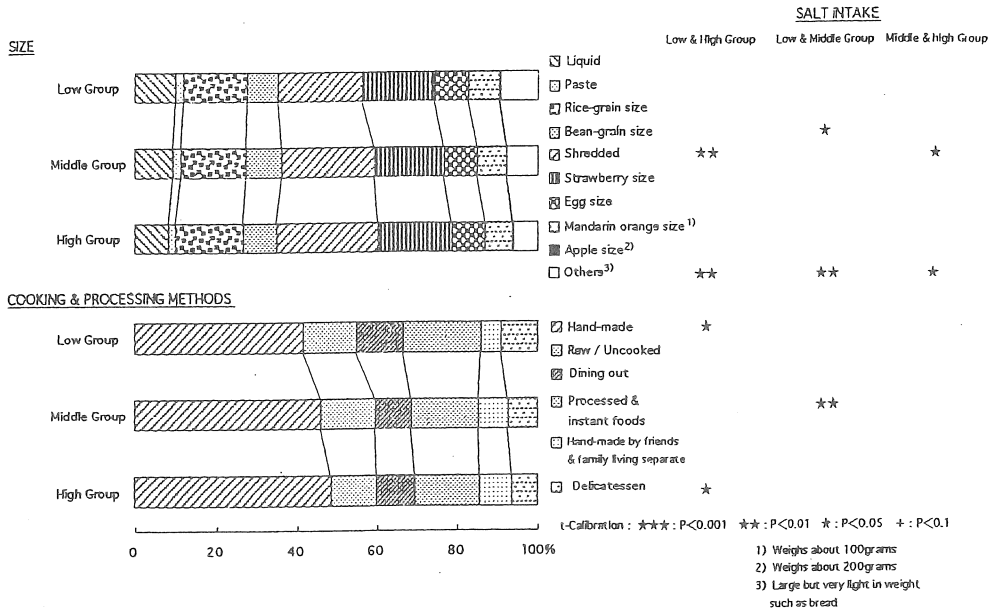 SALT INTAKE
Low & High Group Low & Middle Group Middle & high Group
SIZE
Low Group
Middle Group
High Group
Liquid
Paste
Rice-grain size
Bean-grain size ★
Shredded ★★ ★
Strawberry size
Egg size
Mandarin orange size 1)
Apple size 2)
Others 3) ★★ ★★ ★
COOKING & PROCESSING METHODS
Low Group
Middle Group
High Group
Hand-made ★
Raw / Uncooked
Dining out
Processed & ★★
instant foods
Hand-made by friends
& family living separate
Delicatessen ★
0 20 40 60 80 100%
t-Calibration : ★★★ : P<0.001 ★★ : P<0.01 ★ : P<0.05 + : P<0.1
1) Weighs about 100grams
2) Weighs about 200grams
3) Large but very light in weight
such as bread